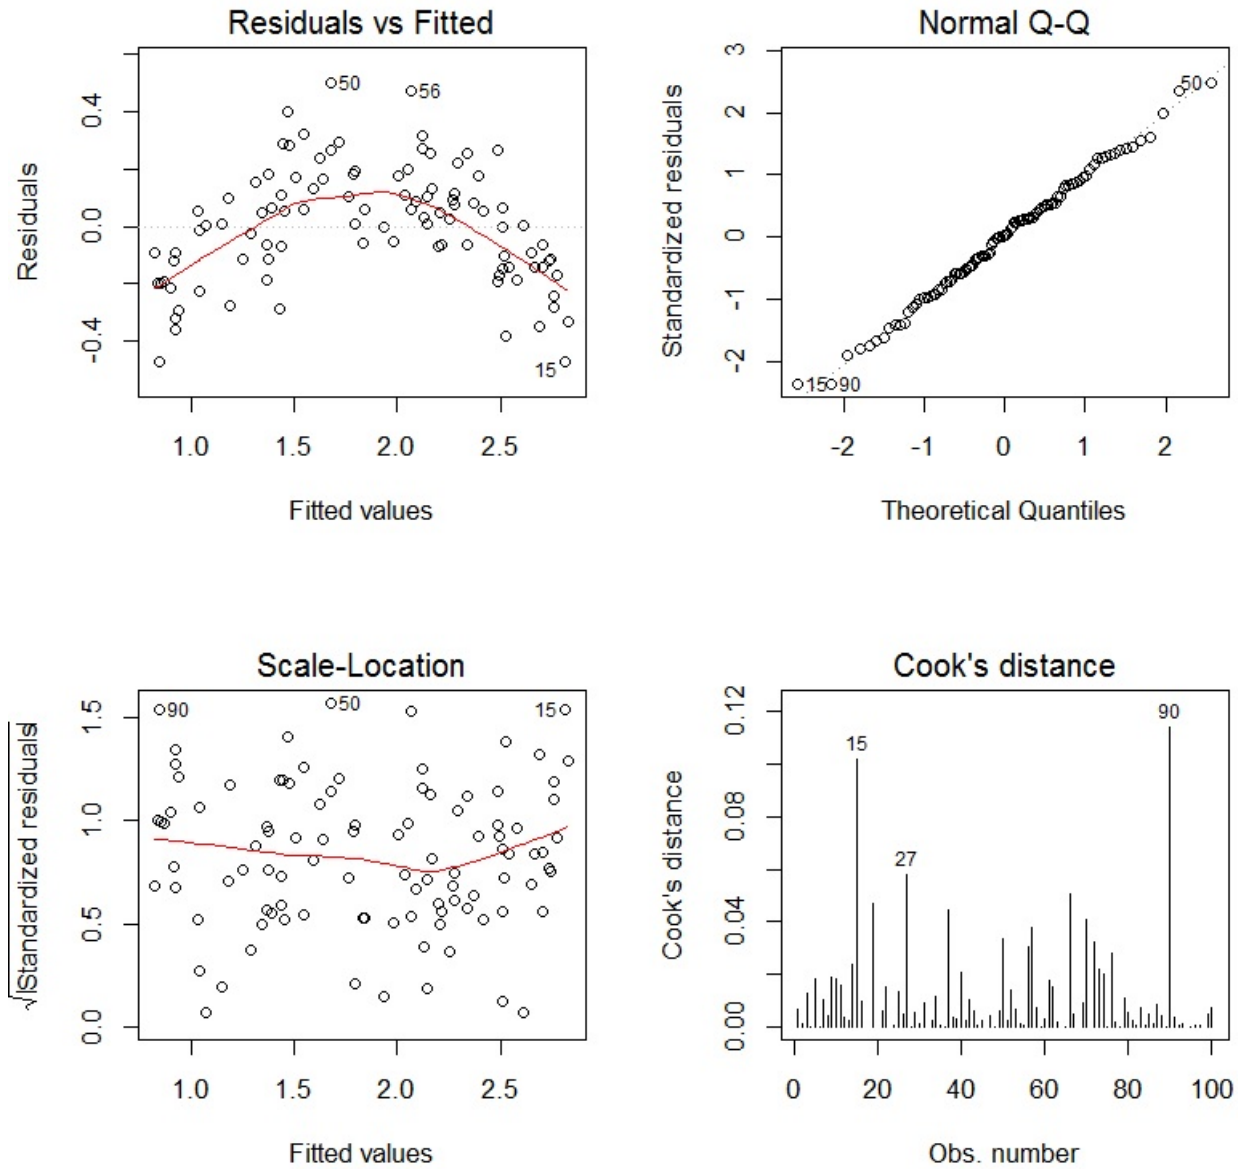 Residuals vs Fitted
Residuals
0.4
0.0
-0.4
50
56
15
1.0 1.5 2.0 2.5
Fitted values
Normal Q-Q
Standardized residuals
3
2
1
0
-1
-2
50
15 90
-2 -1 0 1 2
Theoretical Quantiles
Scale-Location
√|Standardized residuals|
1.5
1.0
0.5
0.0
90
50
15
1.0 1.5 2.0 2.5
Fitted values
Cook's distance
Cook's distance
0.12
0.08
0.04
0.00
90
15
27
0 20 40 60 80 100
Obs. number